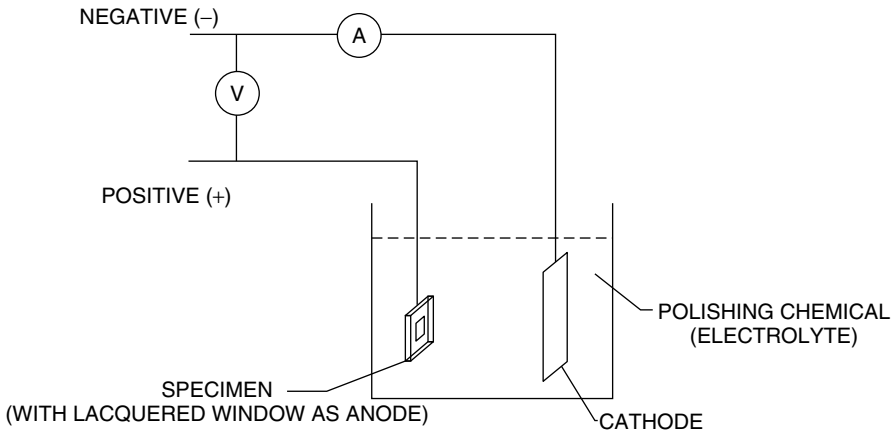 NEGATIVE (–)
A
V
POSITIVE (+)
POLISHING CHEMICAL
(ELECTROLYTE)
SPECIMEN
(WITH LACQUERED WINDOW AS ANODE)
CATHODE